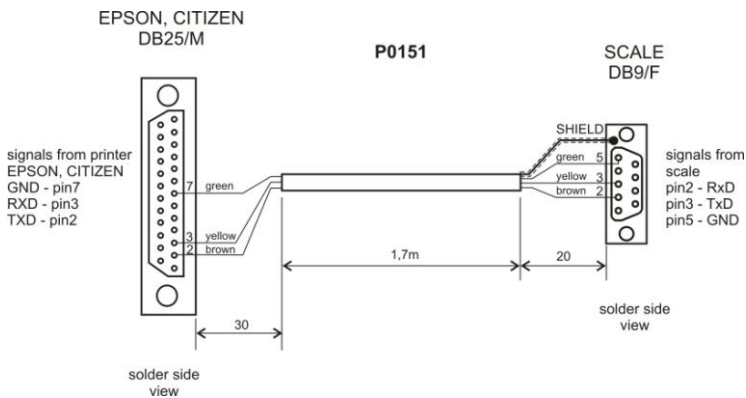 EPSON, CITIZEN
DB25/M
P0151
SCALE
DB9/F
SHIELD
signals from printer
EPSON, CITIZEN
GND - pin7
RXD - pin3
TXD - pin2
7 green
3 yellow
2 brown
green 5
yellow 3
brown 2
signals from
scale
pin2 - RxD
pin3 - TxD
pin5 - GND
1,7m
20
30
solder side
view
solder side
view